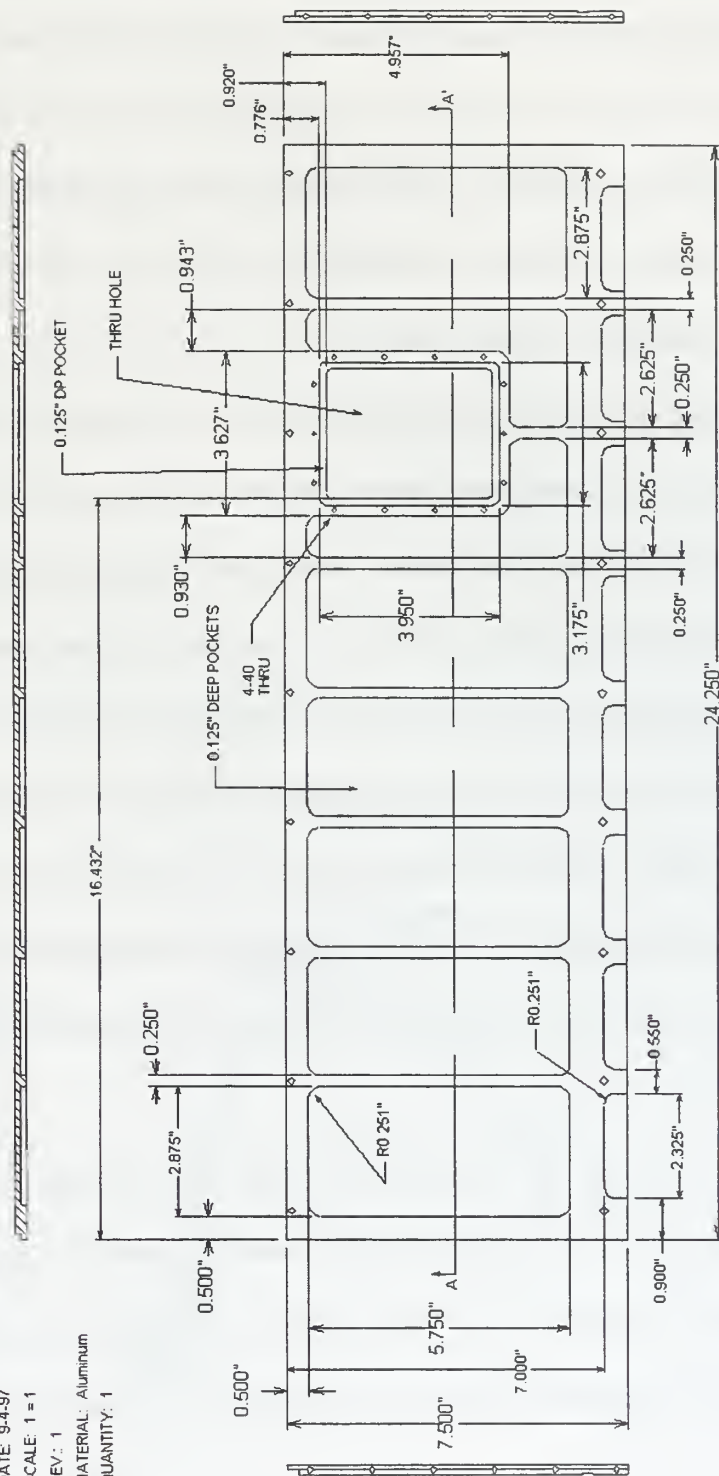 ATE: 9-4-97
CALE: 1 = 1
EV.: 1
ATERIAL: Aluminum
UANTITY: 1
16.432"
0.125" DP POCKET
THRU HOLE
0.776"
0.920"
4.957"
0.930"
3.627"
0.943"
4-40
THRU
0.125" DEEP POCKETS
0.500"
2.875"
0.250"
R0.251"
3.950"
3.175"
A
A'
2.875"
0.250"
2.625"
0.250"
2.625"
0.250"
0.500"
5.750"
7.000"
7.500"
R0.251"
0.550"
2.325"
0.900"
24.250"